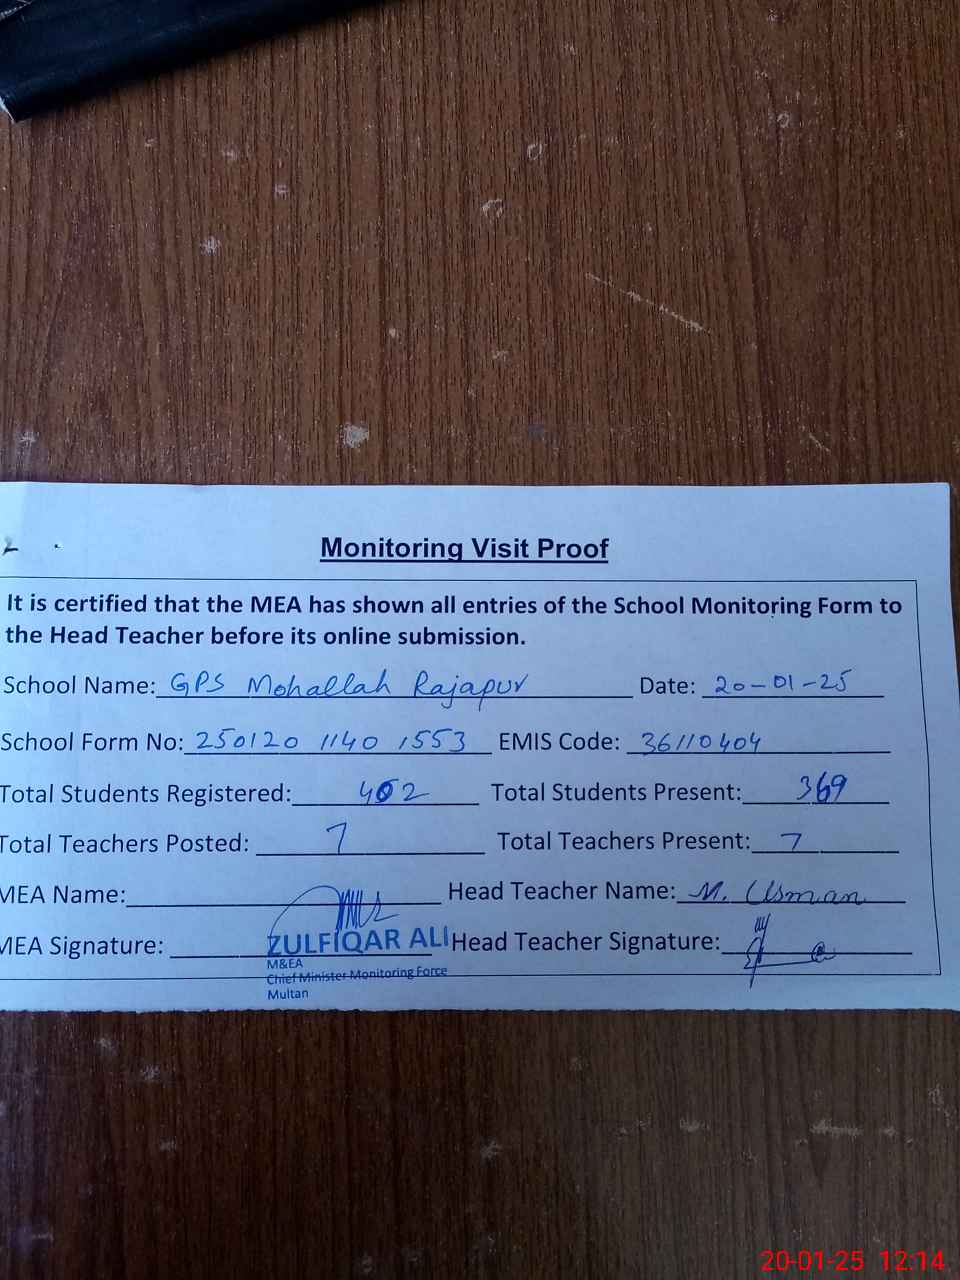 Monitoring Visit Proof
It is certified that the MEA has shown all entries of the School Monitoring Form to
the Head Teacher before its online submission.
School Name: GPS Mohallah Rajapur Date: 20-01-25
School Form No: 250120 1140 1553 EMIS Code: 36110404
Total Students Registered: 402 Total Students Present: 369
Total Teachers Posted: 7 Total Teachers Present: 7
MEA Name: Head Teacher Name: M. Usman
MEA Signature: ZULFIQAR ALI Head Teacher Signature:
M&EA
Chief Minister Monitoring Force
Multan
20-01-25 12:14